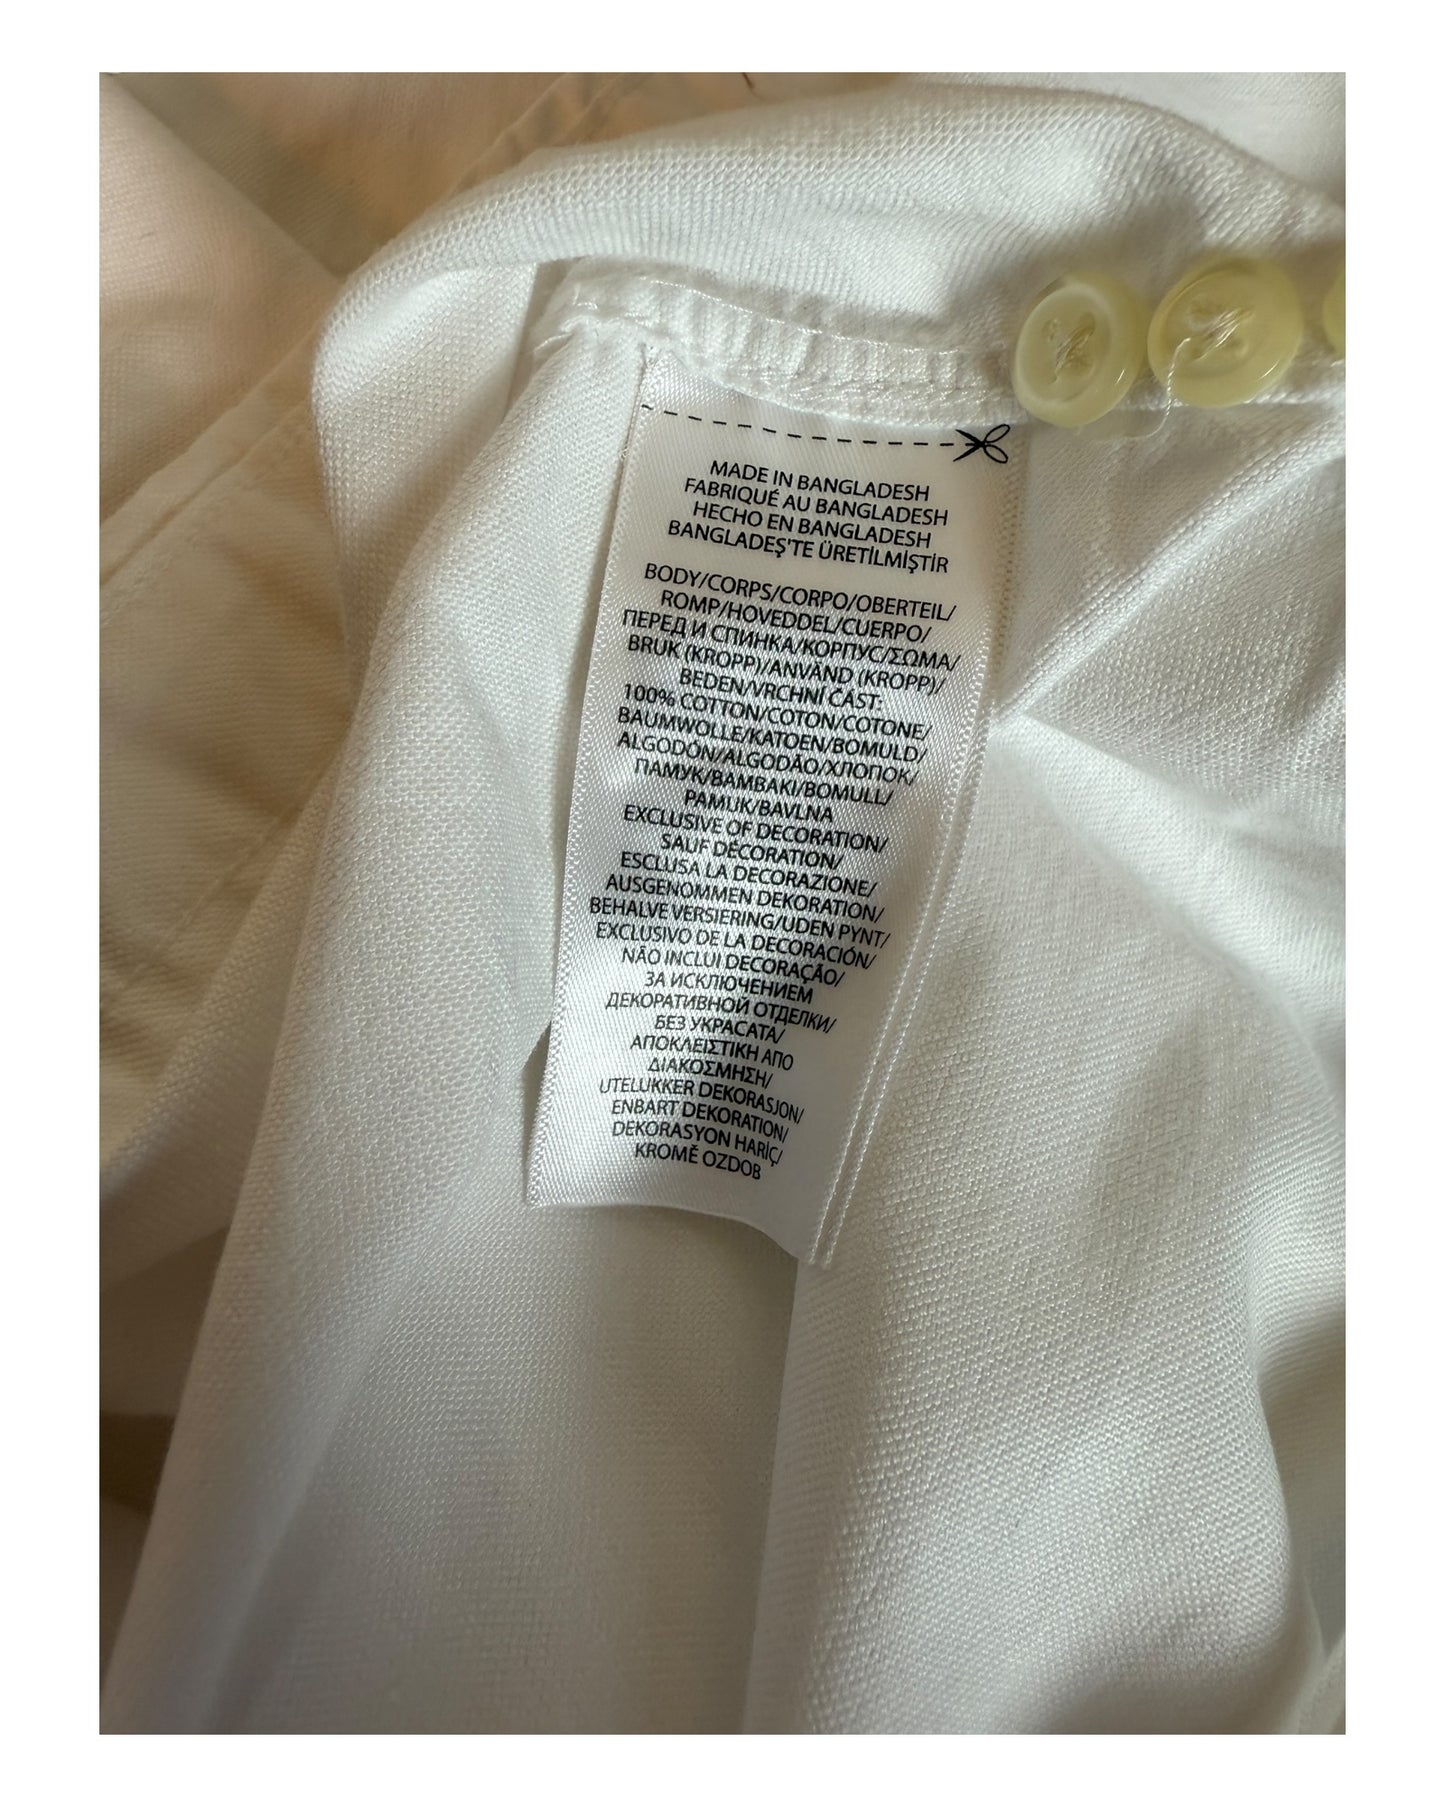 MADE IN BANGLADESH
FABRIQUÉ AU BANGLADESH
HECHO EN BANGLADESH
BANGLADEŞ'TE ÜRETİLMİŞTİR
BODY/CORPS/CORPO/OBERTEIL/
ROMP/HOVEDDEL/CUERPO/
ПЕРЕД И СПИНКА/КОРПУС/ΣΩΜΑ/
BRUK (KROPP)/ANVÄND (KROPP)/
BEDEN/VRCHNÍ ČÁST:
100% COTTON/COTON/COTONE/
BAUMWOLLE/KATOEN/BOMULD/
ALGODÓN/ALGODÃO/ХЛОПОК/
ПАМУК/ΒΑΜΒΑΚΙ/BOMULL/
PAMUK/BAVLNA
EXCLUSIVE OF DECORATION/
SAUF DÉCORATION/
ESCLUSA LA DECORAZIONE/
AUSGENOMMEN DEKORATION/
BEHALVE VERSIERING/UDEN PYNT/
EXCLUSIVO DE LA DECORACIÓN/
NÃO INCLUI DECORAÇÃO/
ЗА ИСКЛЮЧЕНИЕМ
ДЕКОРАТИВНОЙ ОТДЕЛКИ/
БЕЗ УКРАСАТА/
ΑΠΟΚΛΕΙΣΤΙΚΗ ΑΠΟ
ΔΙΑΚΟΣΜΗΣΗ/
UTELUKKER DEKORASJON/
ENBART DEKORATION/
DEKORASYON HARİÇ/
KROMĚ OZDOB